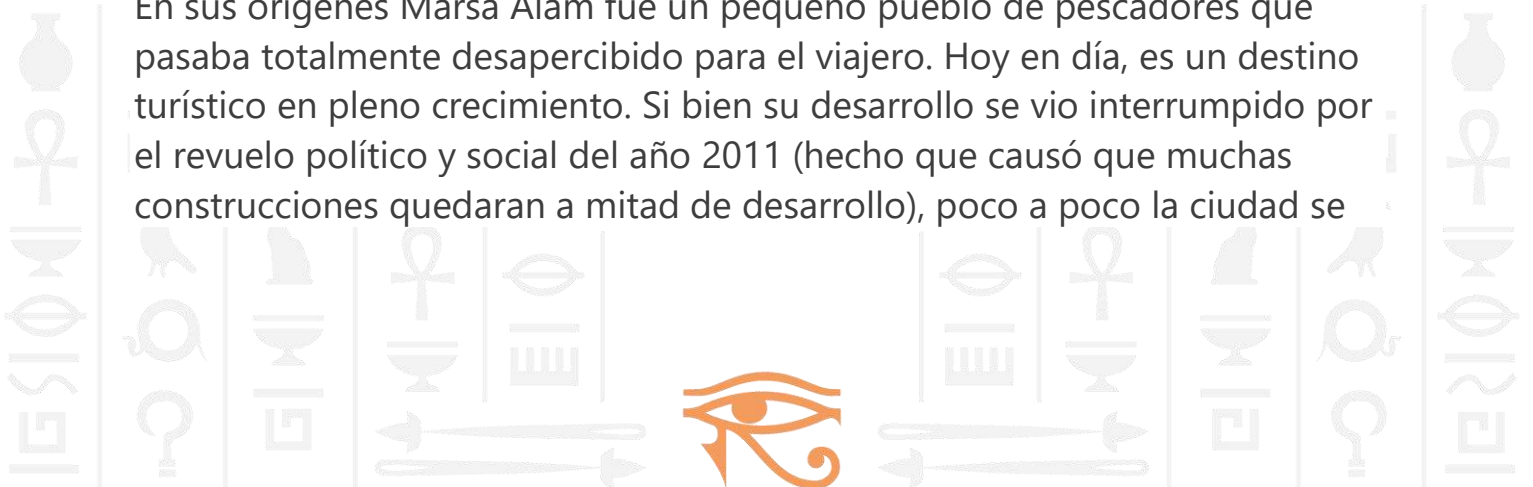 En sus orígenes Marsa Alam fue un pequeño pueblo de pescadores que
pasaba totalmente desapercibido para el viajero. Hoy en día, es un destino
turístico en pleno crecimiento. Si bien su desarrollo se vio interrumpido por
el revuelo político y social del año 2011 (hecho que causó que muchas
construcciones quedaran a mitad de desarrollo), poco a poco la ciudad se